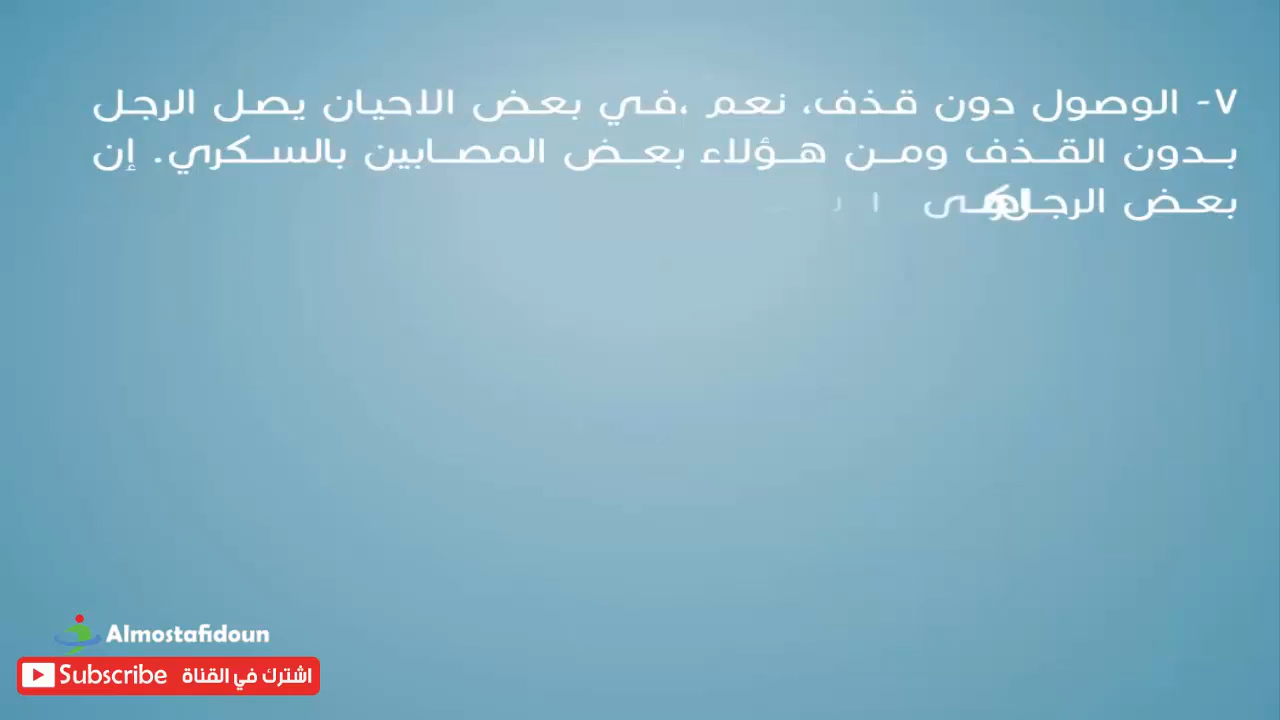 ٧- الوصول دون قذف، نعم ،في بعض الاحيان يصل الرجل
بدون القذف ومن هؤلاء بعض المصابين بالسكري. إن
بعض
Almostafidoun
Subscribe اشترك في القناة